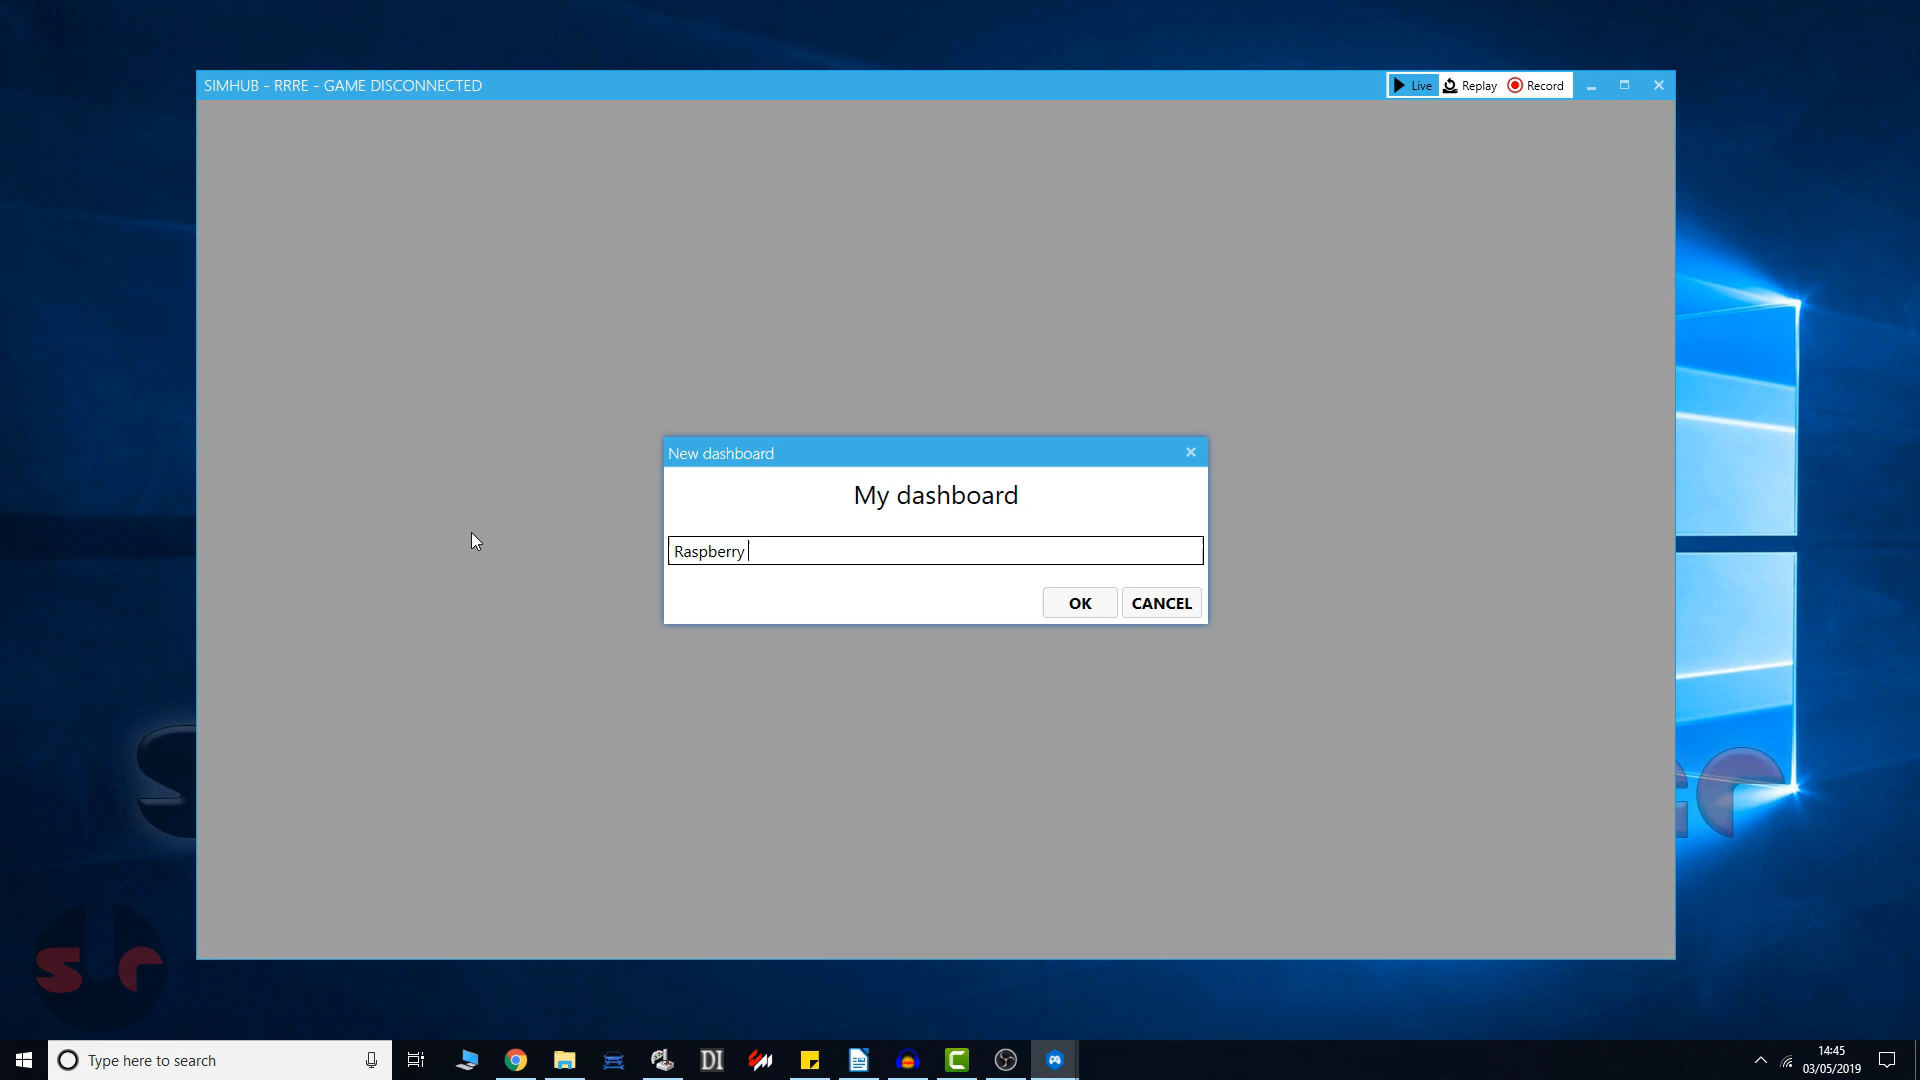 SIMHUB - RRRE - GAME DISCONNECTED
Live Replay Record
New dashboard
My dashboard
Raspberry
OK CANCEL
sur
Type here to search
DI
14:45
03/05/2019